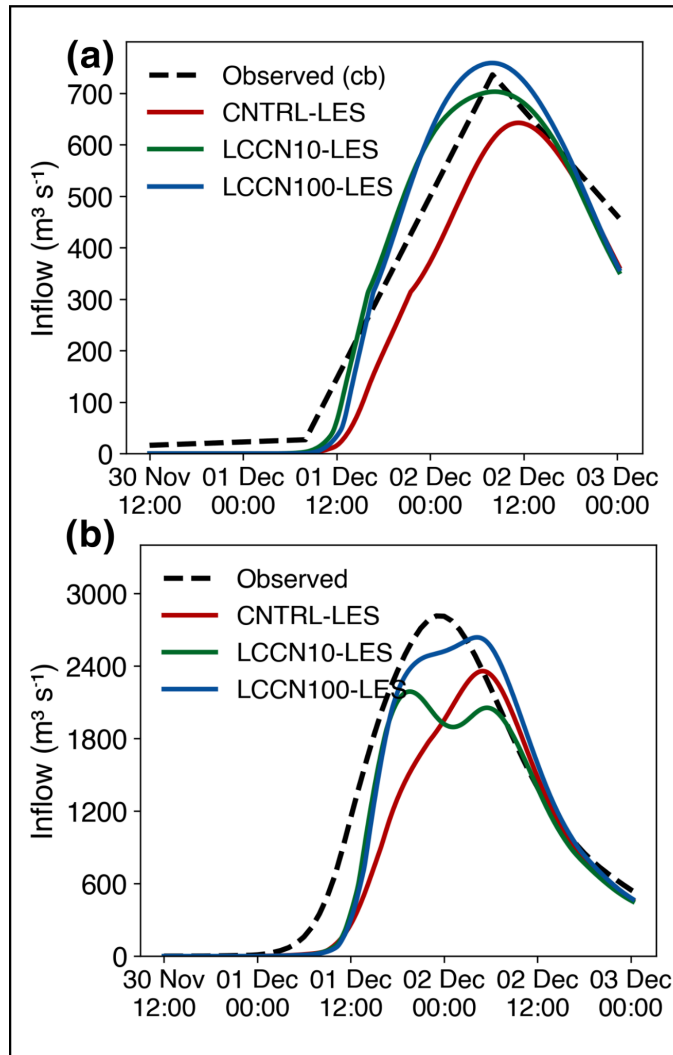 (a)
Observed (cb)
CNTRL-LES
LCCN10-LES
LCCN100-LES
Inflow (m³ s⁻¹)
700
600
500
400
300
200
100
0
30 Nov 01 Dec 01 Dec 02 Dec 02 Dec 03 Dec
12:00 00:00 12:00 00:00 12:00 00:00
(b)
Observed
CNTRL-LES
LCCN10-LES
LCCN100-LES
Inflow (m³ s⁻¹)
3000
2400
1800
1200
600
0
30 Nov 01 Dec 01 Dec 02 Dec 02 Dec 03 Dec
12:00 00:00 12:00 00:00 12:00 00:00